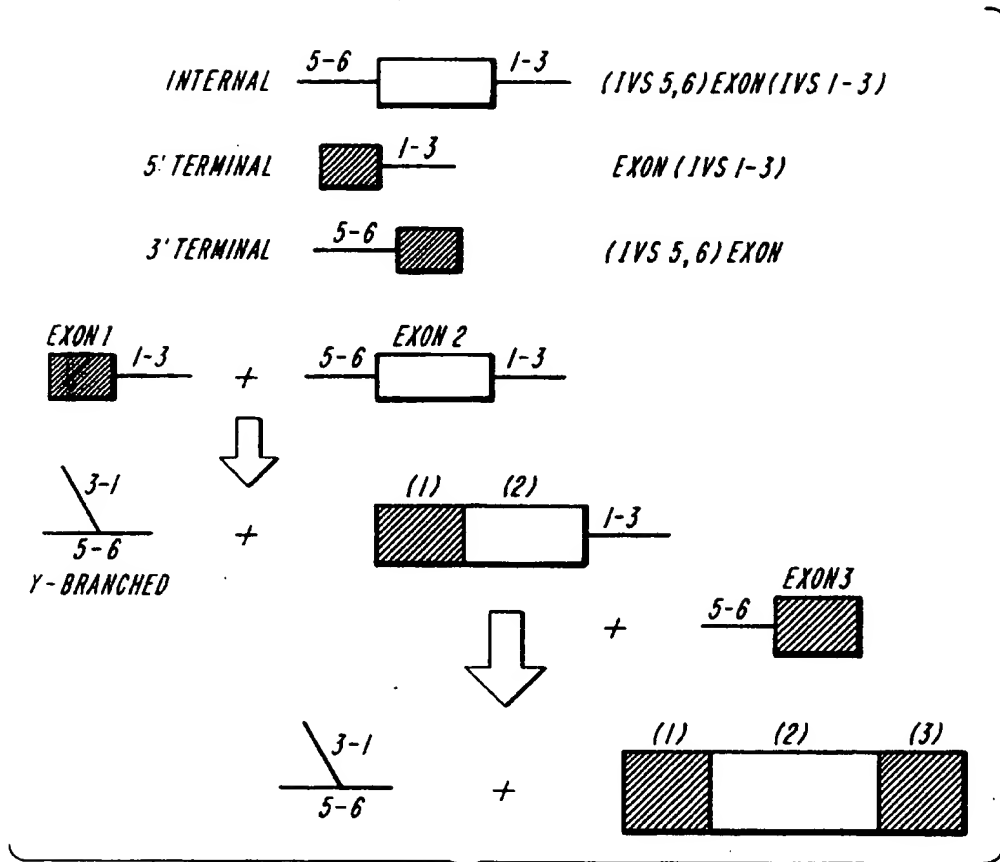 5-6 1-3
INTERNAL (IVS 5,6) EXON (IVS 1-3)
1-3
5' TERMINAL EXON (IVS 1-3)
5-6
3' TERMINAL (IVS 5,6) EXON
EXON 1 EXON 2
1-3 + 5-6 1-3
3-1 (1) (2)
+ 1-3
5-6
Y-BRANCHED
EXON 3
+ 5-6
3-1 (1) (2) (3)
5-6 +